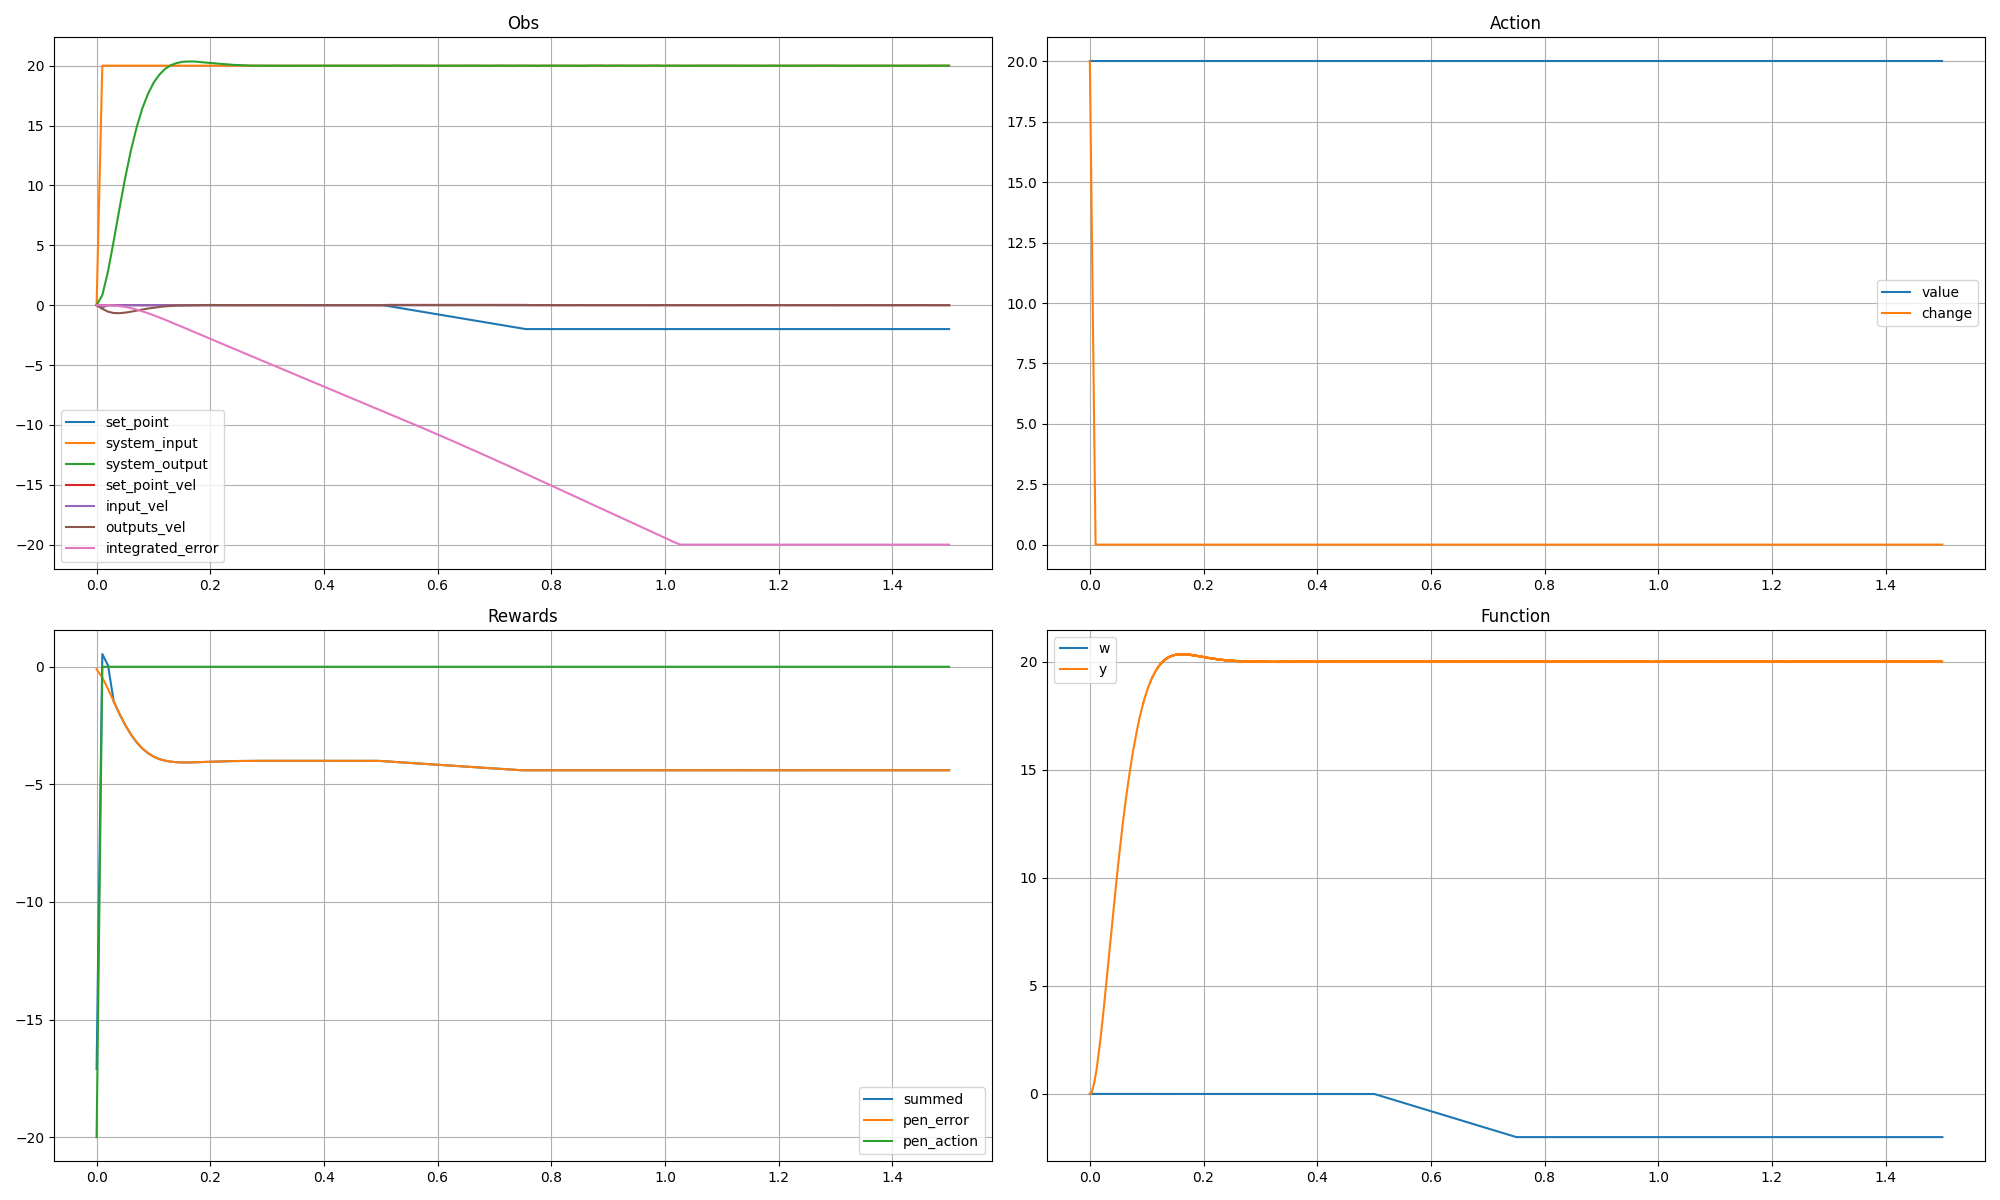 Obs
20
15
10
5
0
−5
−10
−15
−20
set_point
system_input
system_output
set_point_vel
input_vel
outputs_vel
integrated_error
0.0 0.2 0.4 0.6 0.8 1.0 1.2 1.4
Action
20.0
17.5
15.0
12.5
10.0
7.5
5.0
2.5
0.0
value
change
0.0 0.2 0.4 0.6 0.8 1.0 1.2 1.4
Rewards
0
−5
−10
−15
−20
summed
pen_error
pen_action
0.0 0.2 0.4 0.6 0.8 1.0 1.2 1.4
Function
w
y
20
15
10
5
0
0.0 0.2 0.4 0.6 0.8 1.0 1.2 1.4